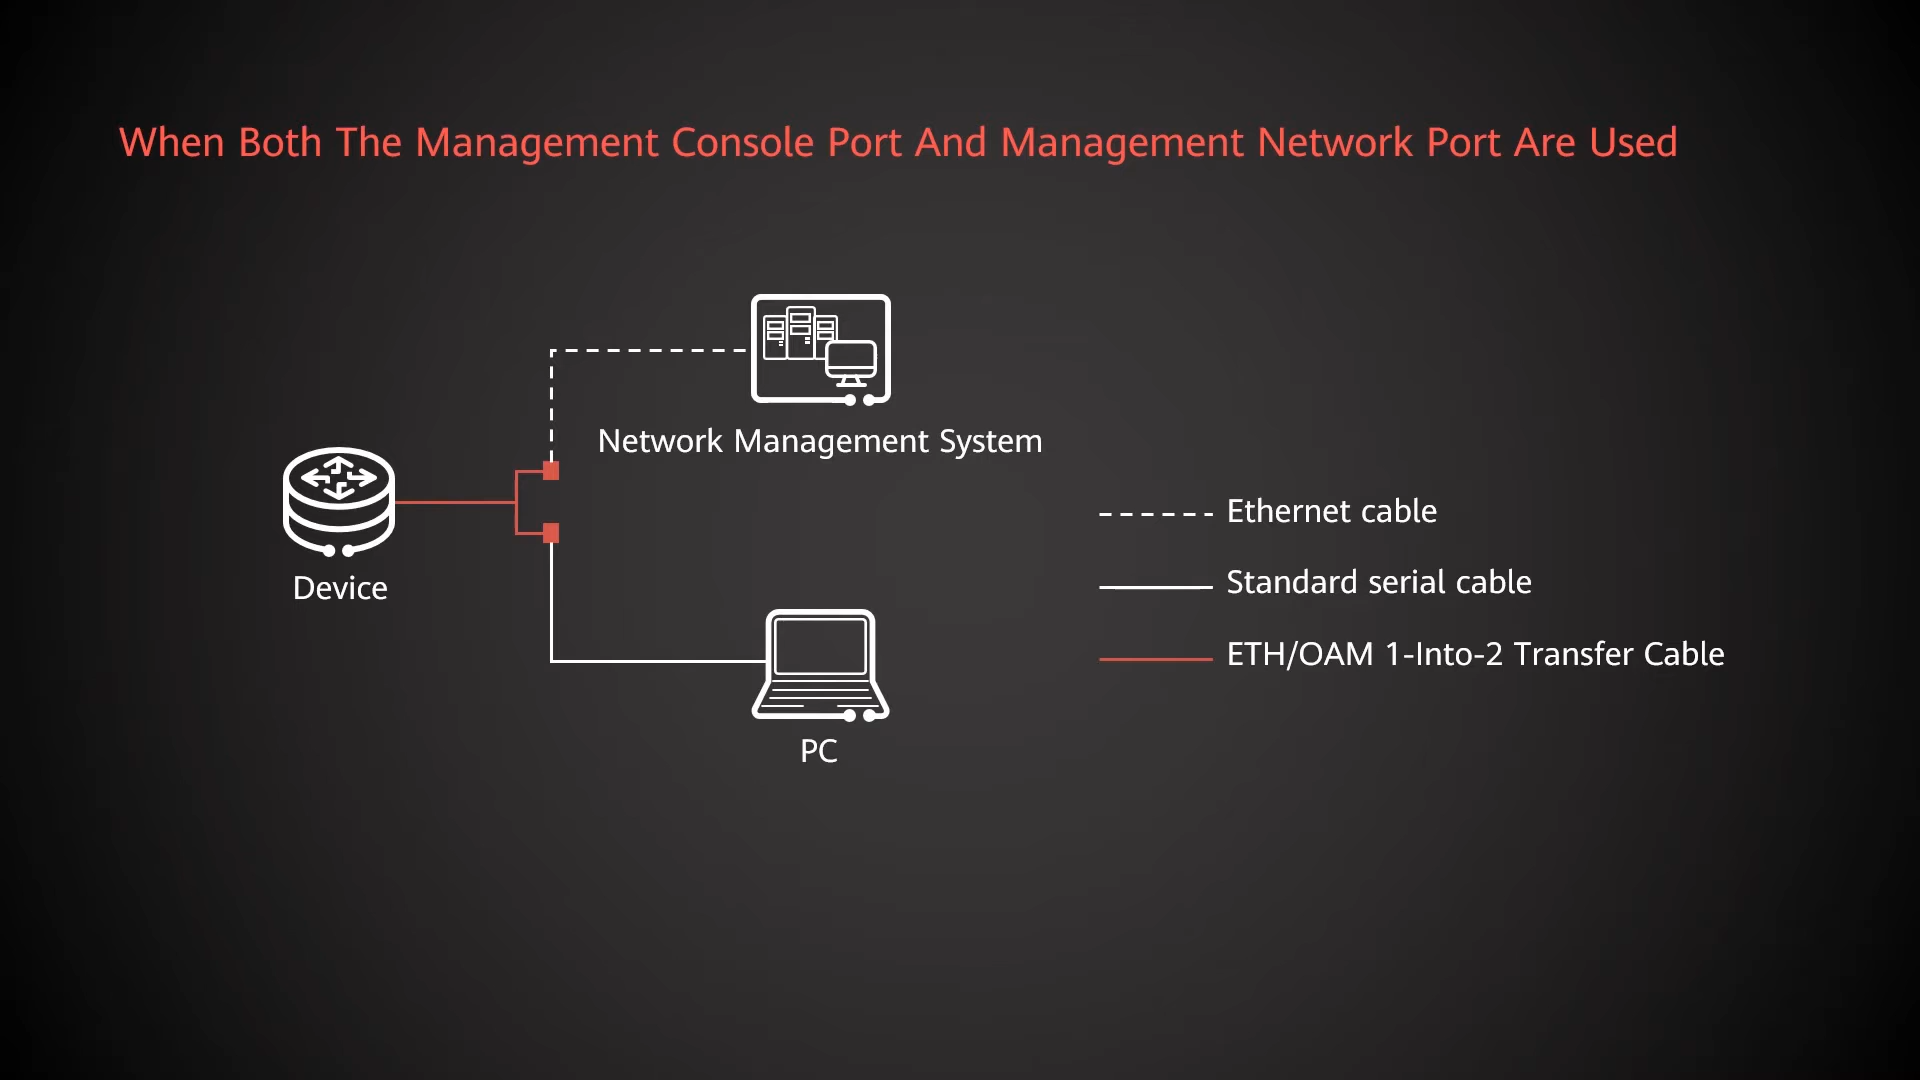 When Both The Management Console Port And Management Network Port Are Used
Network Management System
Device
PC
Ethernet cable
Standard serial cable
ETH/OAM 1-Into-2 Transfer Cable